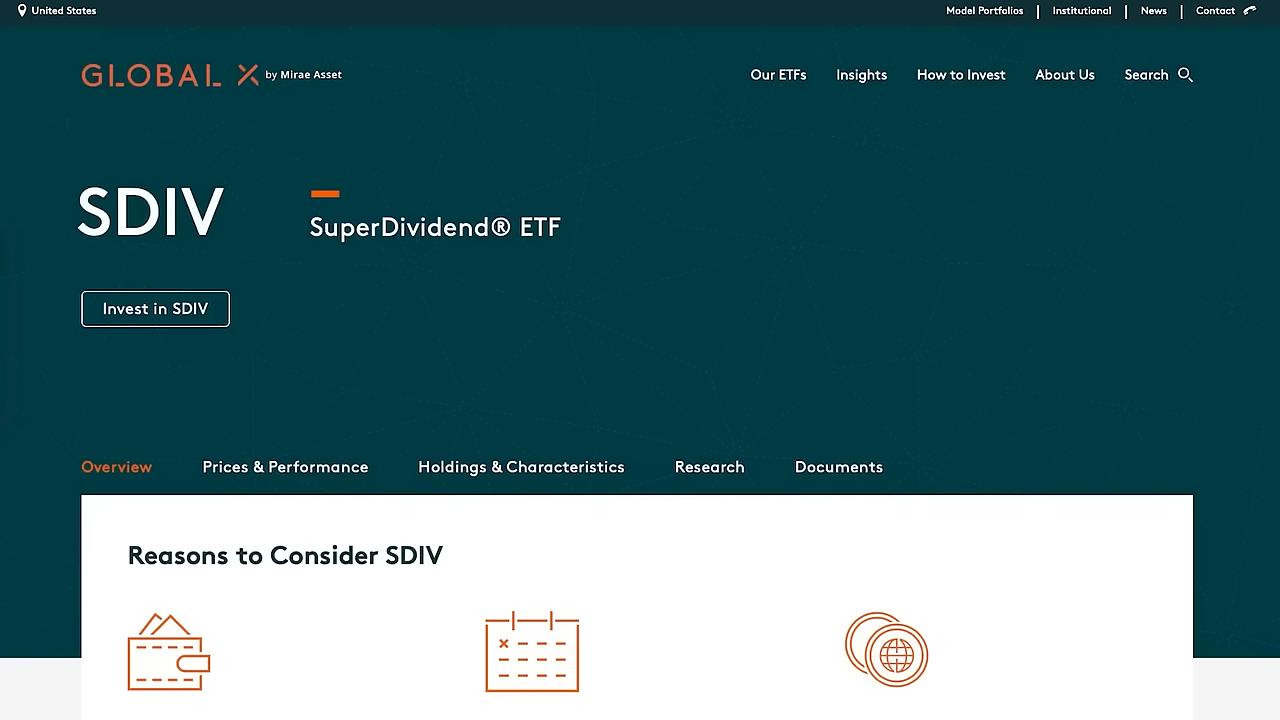 United States
Model Portfolios | Institutional | News | Contact
GLOBAL X by Mirae Asset
Our ETFs Insights How to Invest About Us Search
SDIV
SuperDividend® ETF
Invest in SDIV
Overview Prices & Performance Holdings & Characteristics Research Documents
Reasons to Consider SDIV